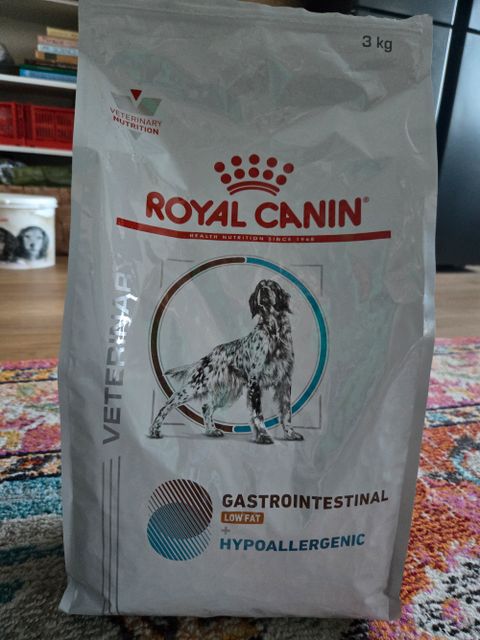 3 kg
VETERINARY
NUTRITION
ROYAL CANIN®
HEALTH NUTRITION SINCE 1968
VETERINARY
GASTROINTESTINAL
LOW FAT
+
HYPOALLERGENIC